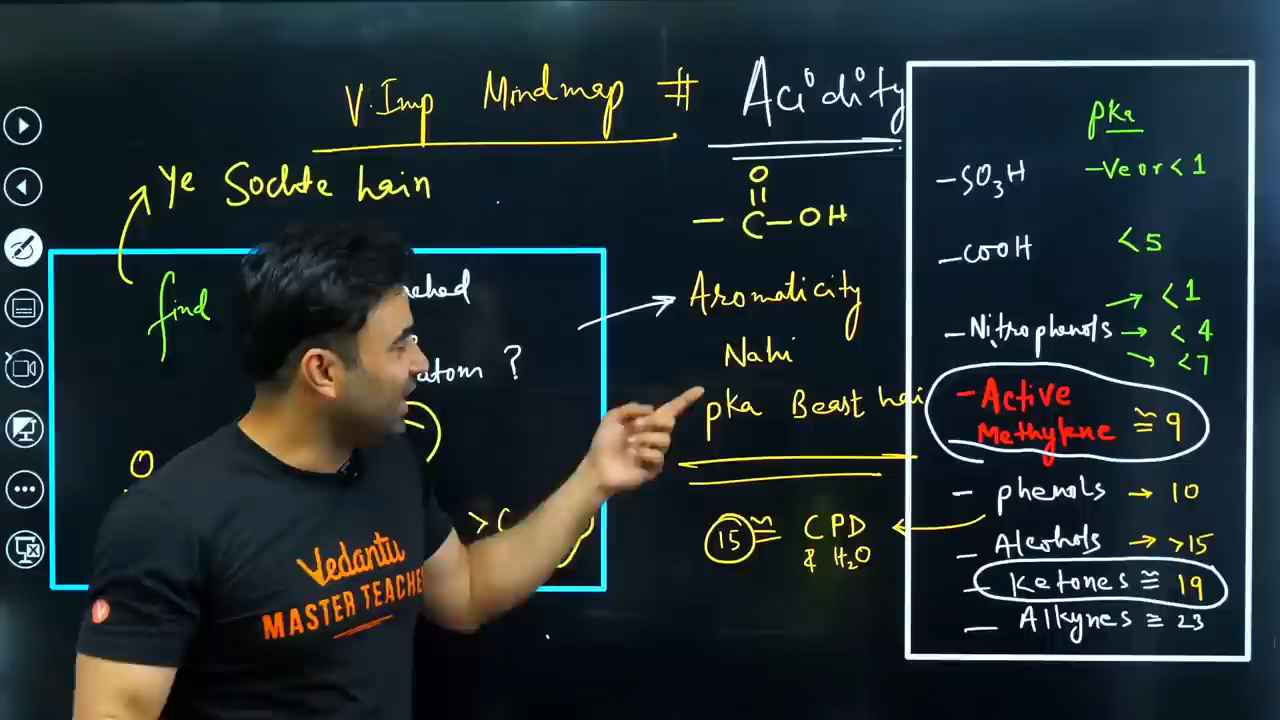 V.Imp Mindmap # Acidity
Ye Sochte hain
find
atom ?
O
> C
O
– C – OH
Aromaticity
Nahi
pKa Beast hai
15 ≅ CPD
& H₂O
pKa
– SO₃H -Ve or < 1
– COOH < 5
→ < 1
– Nitrophenols → < 4
→ < 7
– Active
Methylene ≅ 9
– phenols → 10
– Alcohols → >15
– Ketones ≅ 19
– Alkynes ≅ 23
Vedantu
MASTER TEACHER